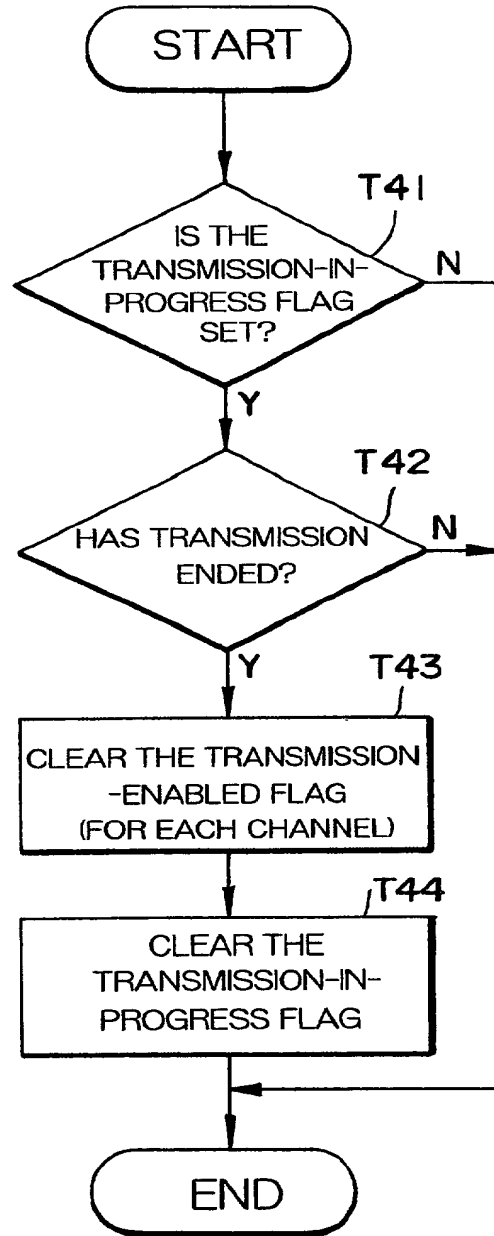 START
T41
IS THE
TRANSMISSION-IN-
PROGRESS FLAG
SET?
N
Y
T42
HAS TRANSMISSION
ENDED?
N
Y
T43
CLEAR THE TRANSMISSION
-ENABLED FLAG
(FOR EACH CHANNEL)
T44
CLEAR THE
TRANSMISSION-IN-
PROGRESS FLAG
END